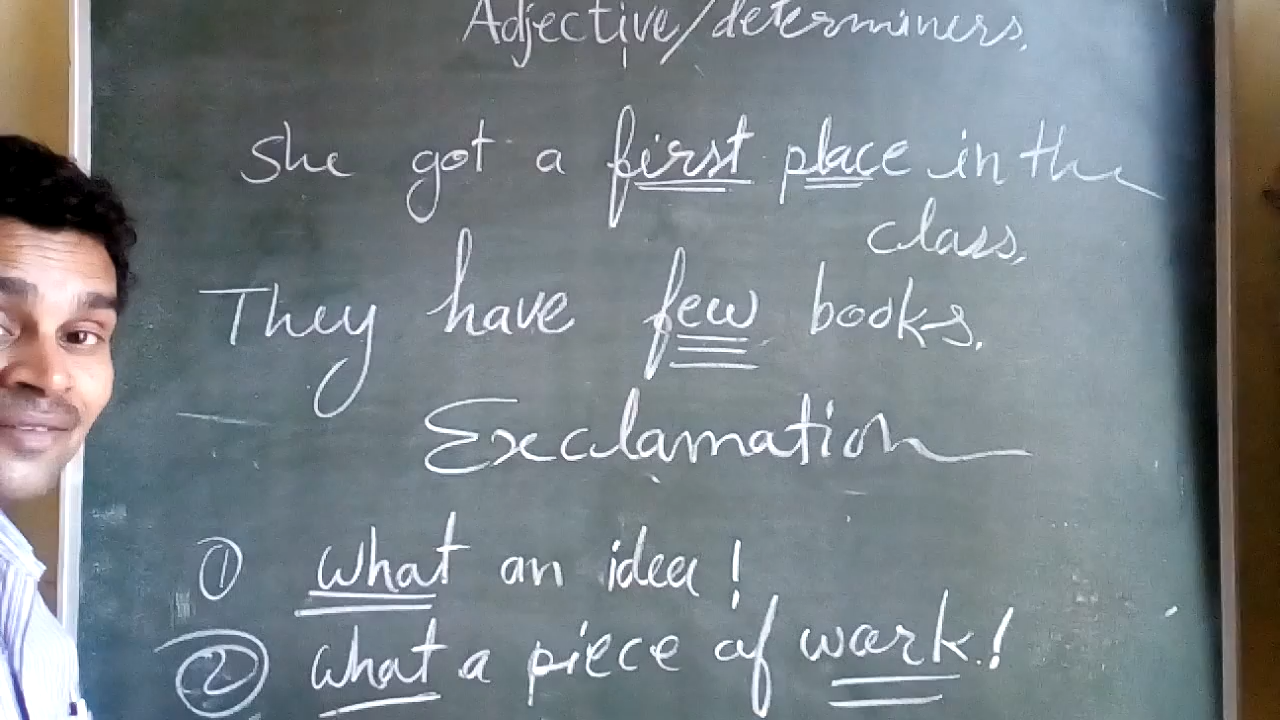 Adjective/determiners.
She got a first place in the
class.
They have few books.
Exclamation
① What an idea!
② What a piece of work!